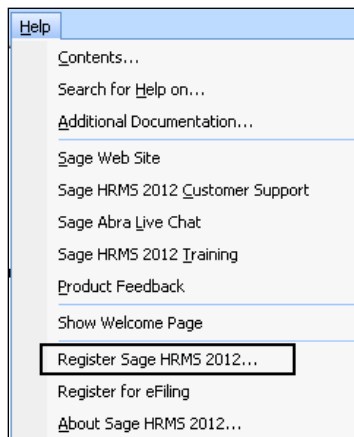 Help
Contents...
Search for Help on...
Additional Documentation...
Sage Web Site
Sage HRMS 2012 Customer Support
Sage Abra Live Chat
Sage HRMS 2012 Training
Product Feedback
Show Welcome Page
Register Sage HRMS 2012...
Register for eFiling
About Sage HRMS 2012...